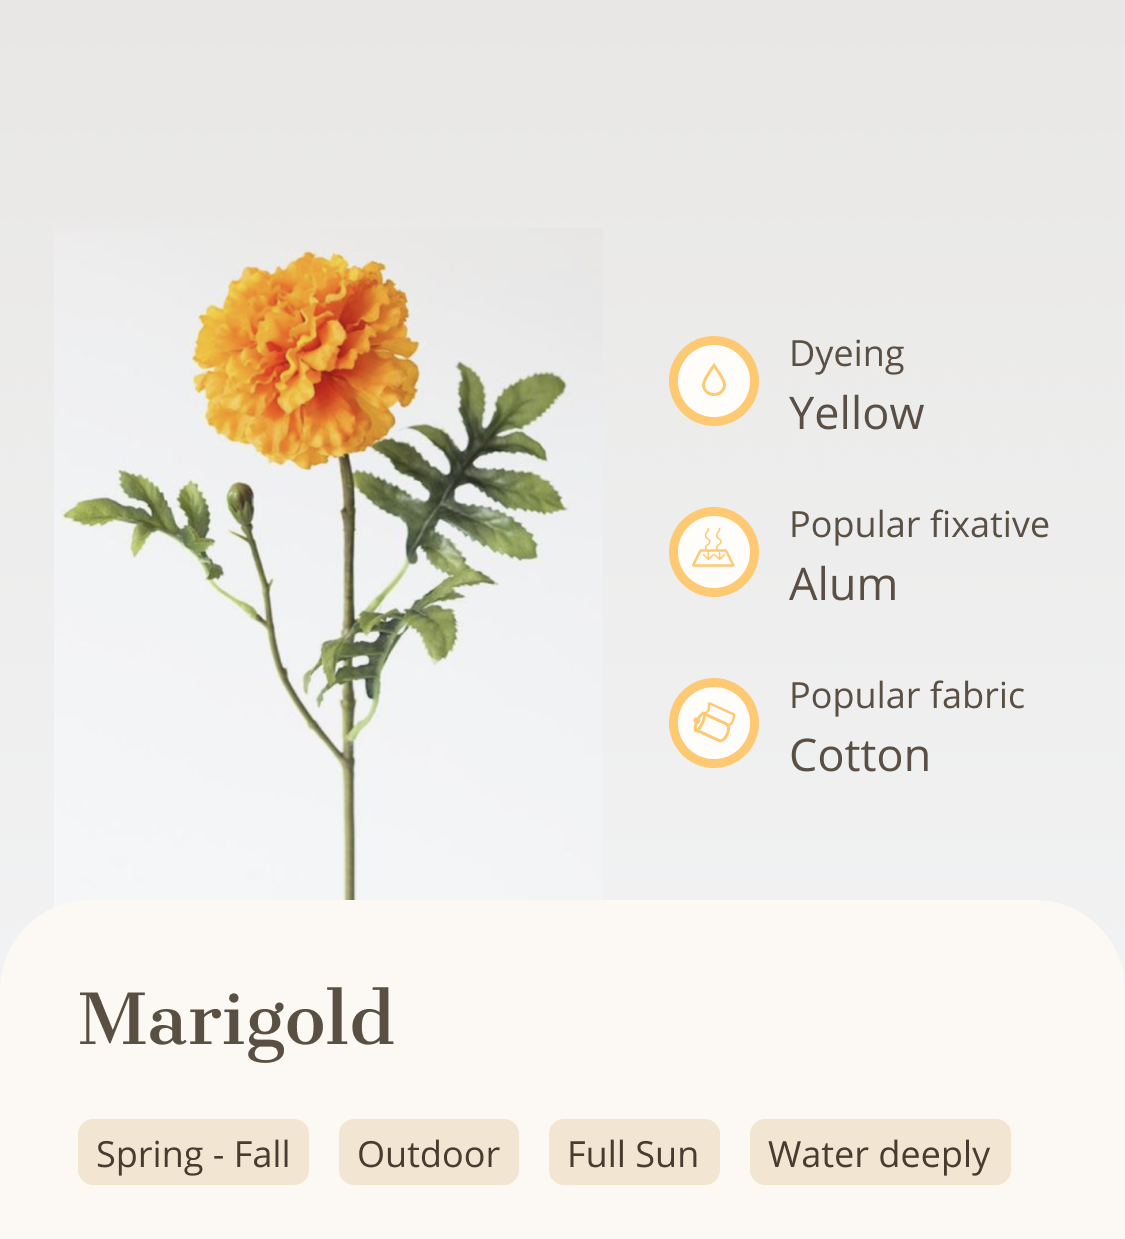 Dyeing
Yellow
Popular fixative
Alum
Popular fabric
Cotton
Marigold
Spring - Fall
Outdoor
Full Sun
Water deeply